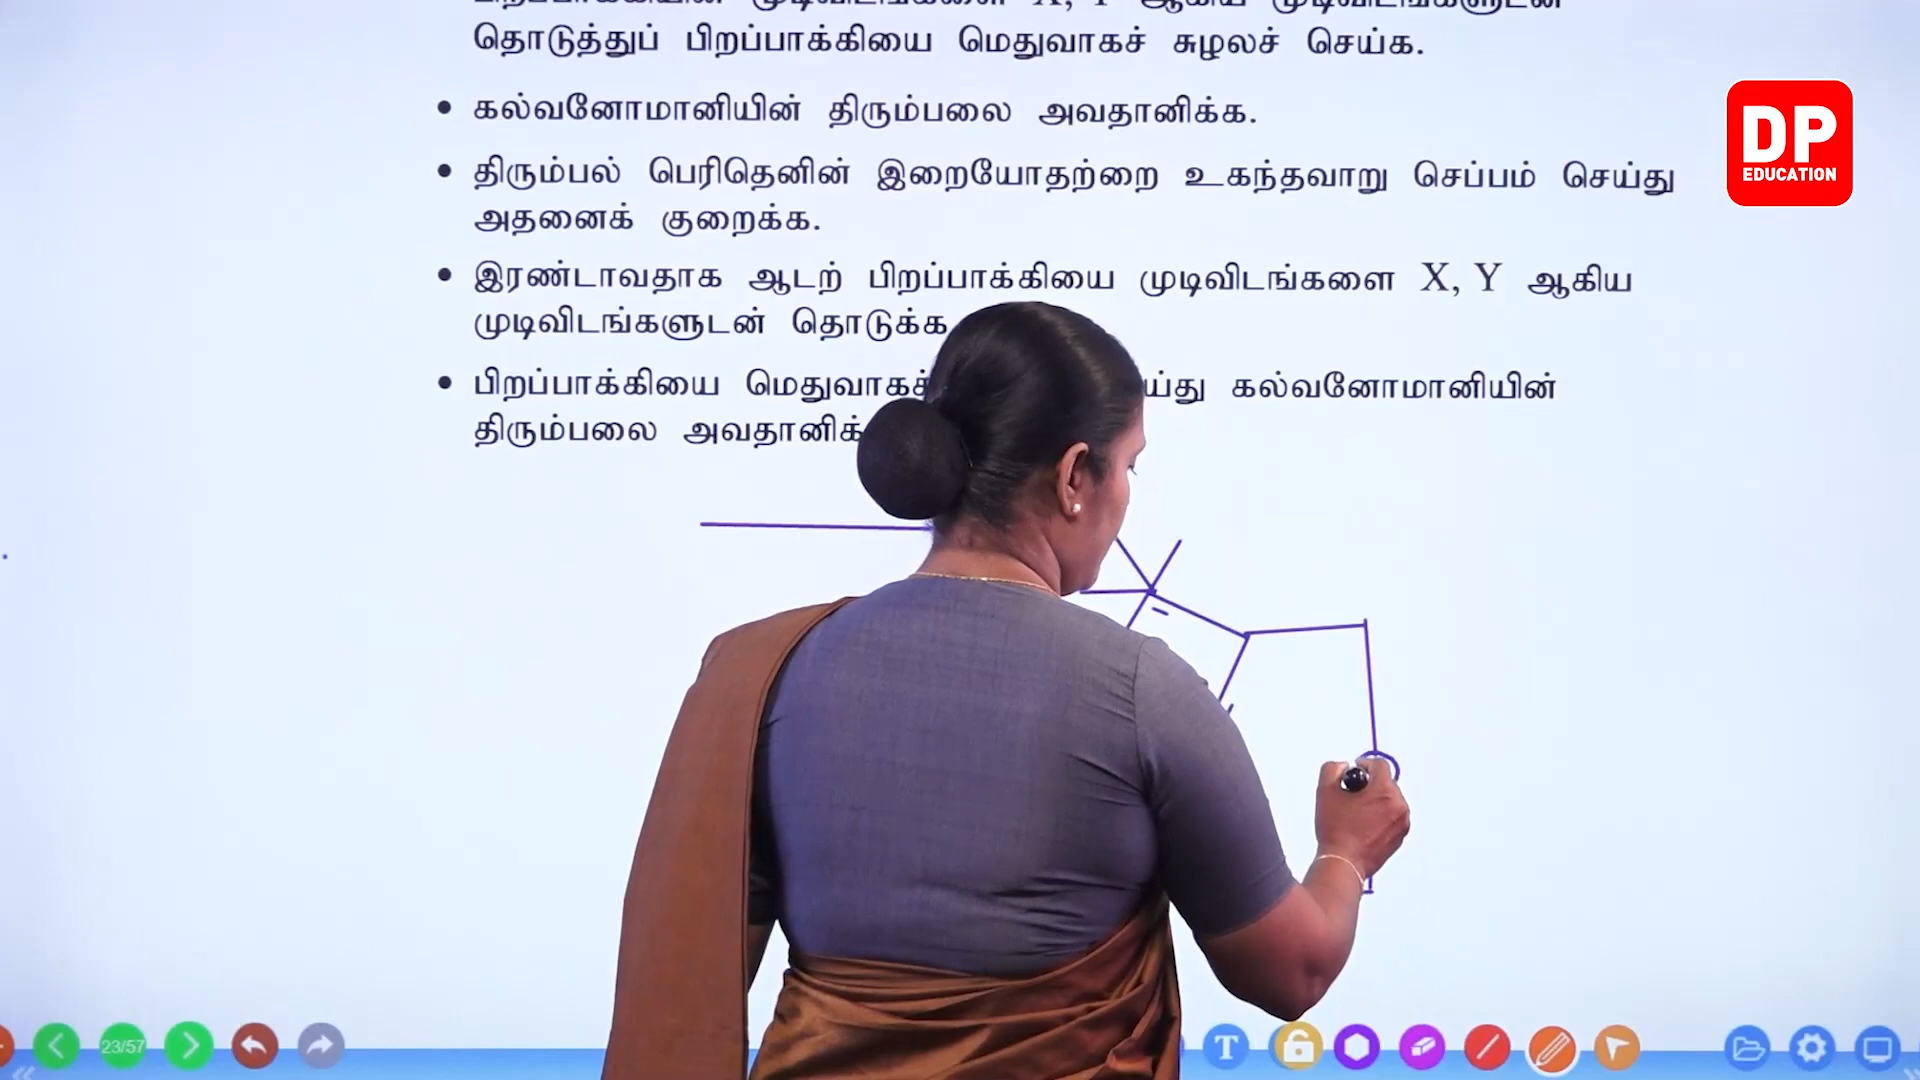 தொடுத்துப் பிறப்பாக்கியை மெதுவாகச் சுழலச் செய்க.
• கல்வனோமானியின் திரும்பலை அவதானிக்க.
• திரும்பல் பெரிதெனின் இறையோதற்றை உகந்தவாறு செப்பம் செய்து
அதனைக் குறைக்க.
• இரண்டாவதாக ஆடற் பிறப்பாக்கியை முடிவிடங்களை X, Y ஆகிய
முடிவிடங்களுடன் தொடுக்க
• பிறப்பாக்கியை மெதுவாகச் ய்து கல்வனோமானியின்
திரும்பலை அவதானிக்
DP
EDUCATION
23/57
T